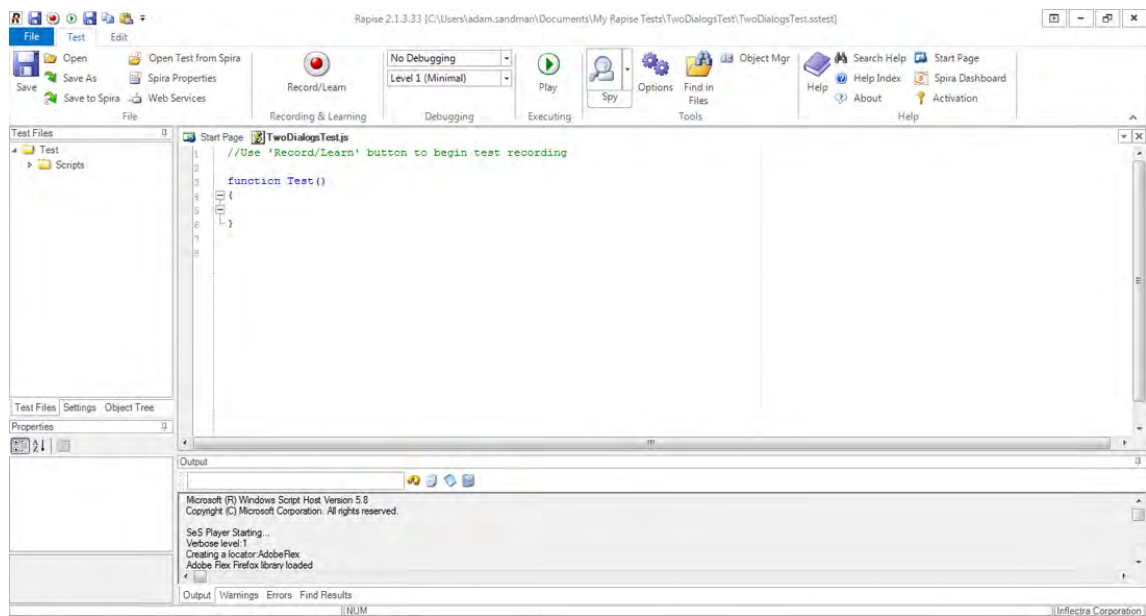 Rapise 2.1.3.33 [C:\Users\adam.sandman\Documents\My Rapise Tests\TwoDialogsTest\TwoDialogsTest.sstest]
File Test Edit
Save
Open
Save As
Save to Spira
Open Test from Spira
Spira Properties
Web Services
File
Record/Learn
Recording & Learning
No Debugging
Level 1 (Minimal)
Debugging
Play
Executing
Spy
Options
Find in
Files
Object Mgr
Tools
Help
Search Help
Help Index
About
Start Page
Spira Dashboard
Activation
Help
Test Files
Test
Scripts
Test Files Settings Object Tree
Properties
Start Page TwoDialogsTest.js
1 //Use 'Record/Learn' button to begin test recording
2
3 function Test()
4 {
5
6 }
7
8
Output
Microsoft (R) Windows Script Host Version 5.8
Copyright (C) Microsoft Corporation. All rights reserved.
SeS Player Starting...
Verbose level:1
Creating a locator:AdobeFlex
Adobe Flex Firefox library loaded
Output Warnings Errors Find Results
NUM
Inflectra Corporation